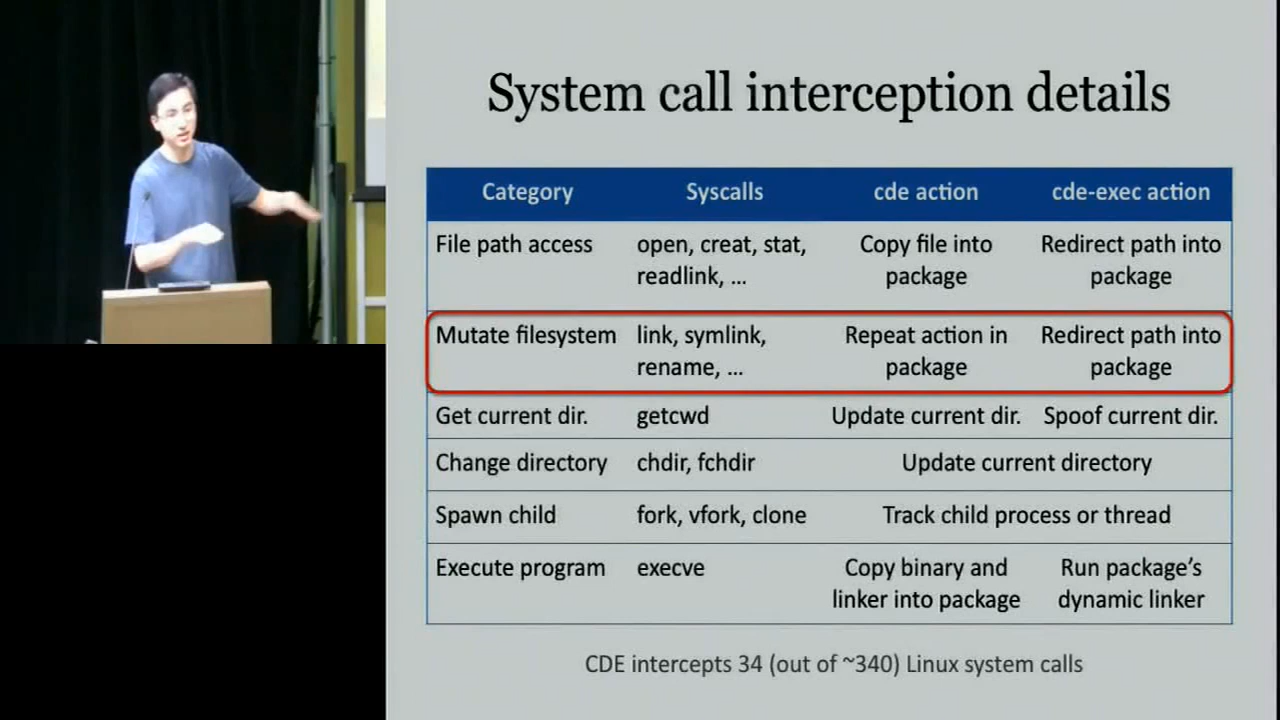 System call interception details
Category Syscalls cde action cde-exec action
File path access open, creat, stat, Copy file into Redirect path into
readlink, ... package package
Mutate filesystem link, symlink, Repeat action in Redirect path into
rename, ... package package
Get current dir. getcwd Update current dir. Spoof current dir.
Change directory chdir, fchdir Update current directory
Spawn child fork, vfork, clone Track child process or thread
Execute program execve Copy binary and Run package's
linker into package dynamic linker
CDE intercepts 34 (out of ~340) Linux system calls